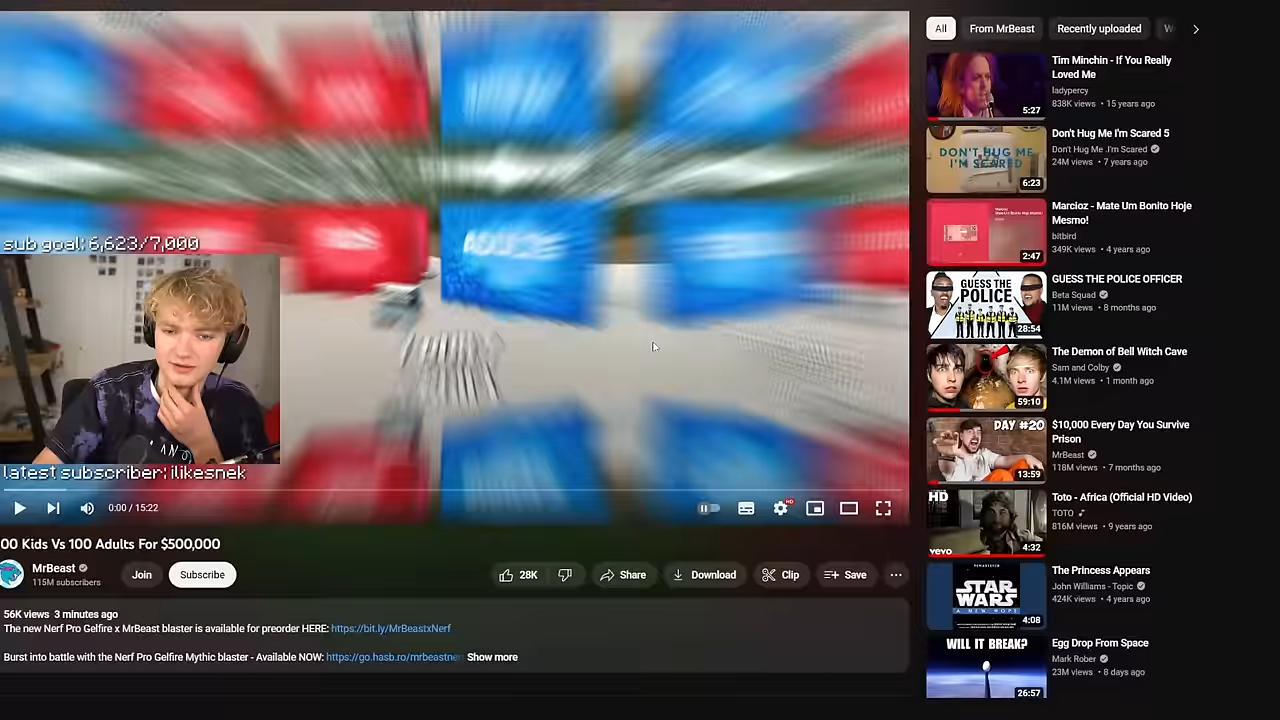 sub goal: 6,623/7,000
latest subscriber: ilikesnek
0:00 / 15:22
HD
00 Kids Vs 100 Adults For $500,000
MrBeast
115M subscribers
Join
Subscribe
28K
Share
Download
Clip
Save
56K views 3 minutes ago
The new Nerf Pro Gelfire x MrBeast blaster is available for preorder HERE: https://bit.ly/MrBeastxNerf
Burst into battle with the Nerf Pro Gelfire Mythic blaster - Available NOW: https://go.hasb.ro/mrbeastner Show more
All
From MrBeast
Recently uploaded
W
5:27
Tim Minchin - If You Really
Loved Me
ladypercy
838K views • 15 years ago
DON'T HUG ME
I'M SCARED
6:23
Don't Hug Me I'm Scared 5
Don't Hug Me .I'm Scared
24M views • 7 years ago
2:47
Marcioz - Mate Um Bonito Hoje
Mesmo!
bitbird
349K views • 4 years ago
GUESS THE
POLICE
28:54
GUESS THE POLICE OFFICER
Beta Squad
11M views • 8 months ago
59:10
The Demon of Bell Witch Cave
Sam and Colby
4.1M views • 1 month ago
DAY #20
13:59
$10,000 Every Day You Survive
Prison
MrBeast
118M views • 7 months ago
HD
vevo
4:32
Toto - Africa (Official HD Video)
TOTO
816M views • 9 years ago
STAR
WARS
A NEW HOPE
4:08
The Princess Appears
John Williams - Topic
424K views • 4 years ago
WILL IT BREAK?
26:57
Egg Drop From Space
Mark Rober
23M views • 8 days ago